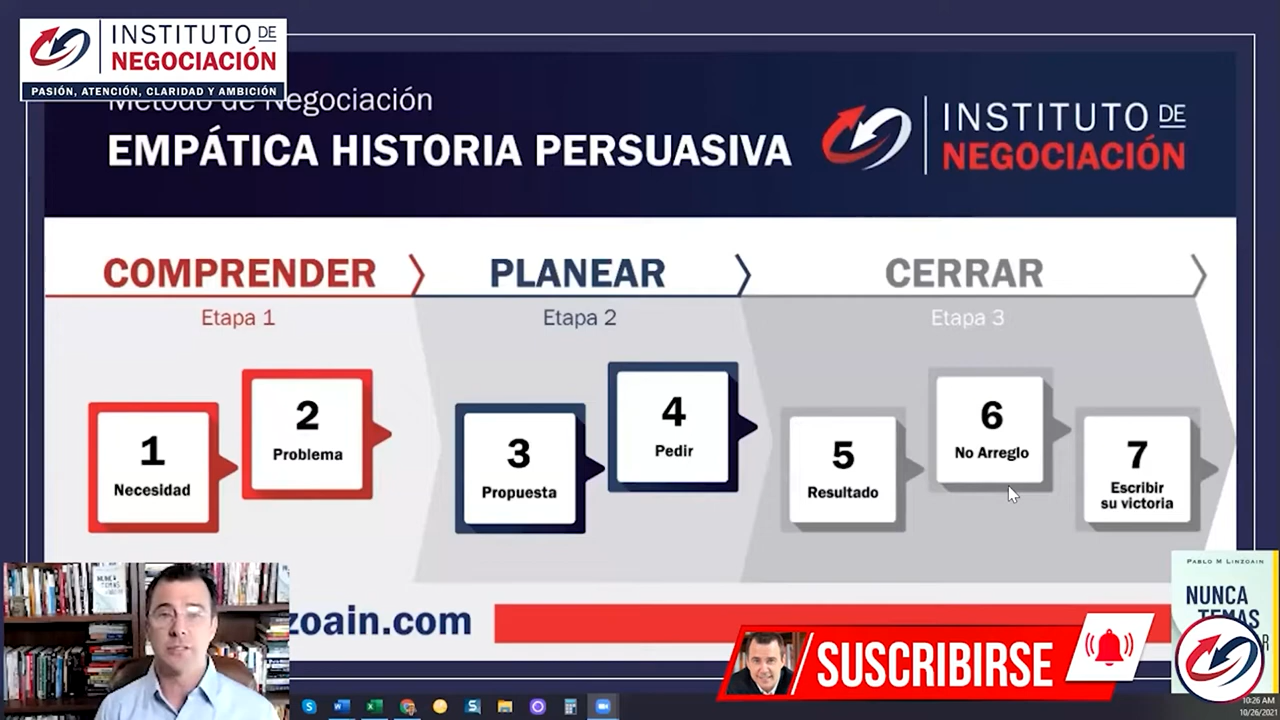 INSTITUTO DE
NEGOCIACIÓN
PASIÓN, ATENCIÓN, CLARIDAD Y AMBICIÓN
Método de Negociación
EMPÁTICA HISTORIA PERSUASIVA
INSTITUTO DE
NEGOCIACIÓN
COMPRENDER
PLANEAR
CERRAR
Etapa 1
Etapa 2
Etapa 3
1
Necesidad
2
Problema
3
Propuesta
4
Pedir
5
Resultado
6
No Arreglo
7
Escribir
su victoria
zoain.com
SUSCRIBIRSE
PABLO M LINZOAIN
NUNCA
TEMAS
NUNCA
TEMAS
10:26 AM
10/26/2021